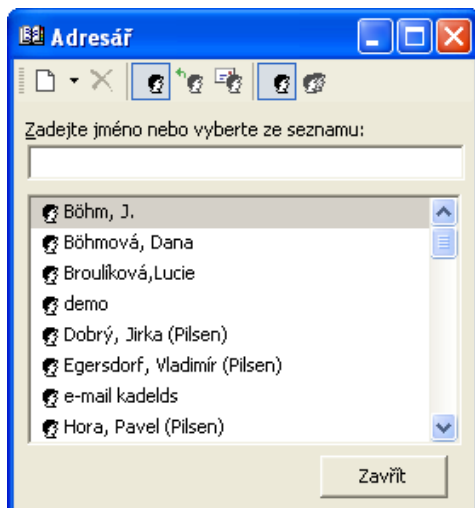 Adresář
Zadejte jméno nebo vyberte ze seznamu:
Böhm, J.
Böhmová, Dana
Broulíková,Lucie
demo
Dobrý, Jirka (Pilsen)
Egersdorf, Vladimír (Pilsen)
e-mail kadelds
Hora, Pavel (Pilsen)
Zavřít